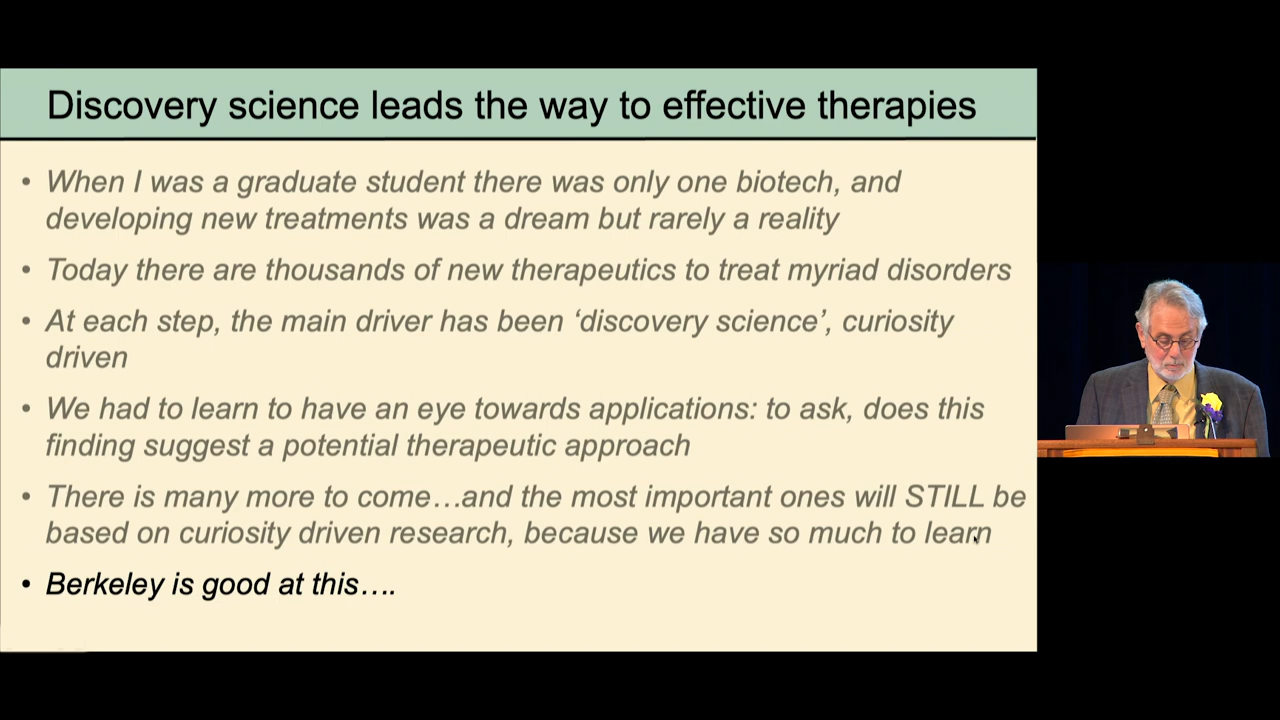 Discovery science leads the way to effective therapies
• When I was a graduate student there was only one biotech, and
developing new treatments was a dream but rarely a reality
• Today there are thousands of new therapeutics to treat myriad disorders
• At each step, the main driver has been ‘discovery science’, curiosity
driven
• We had to learn to have an eye towards applications: to ask, does this
finding suggest a potential therapeutic approach
• There is many more to come…and the most important ones will STILL be
based on curiosity driven research, because we have so much to learn
• Berkeley is good at this….